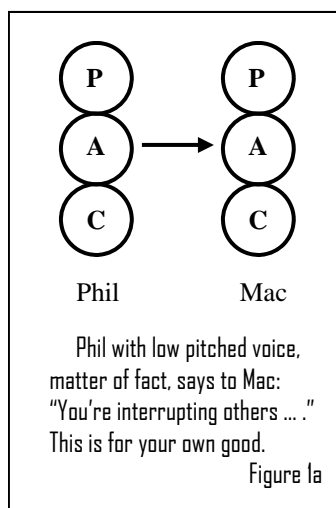 P P
A A
C C
Phil Mac
Phil with low pitched voice,
matter of fact, says to Mac:
“You’re interrupting others ... .”
This is for your own good.
Figure 1a